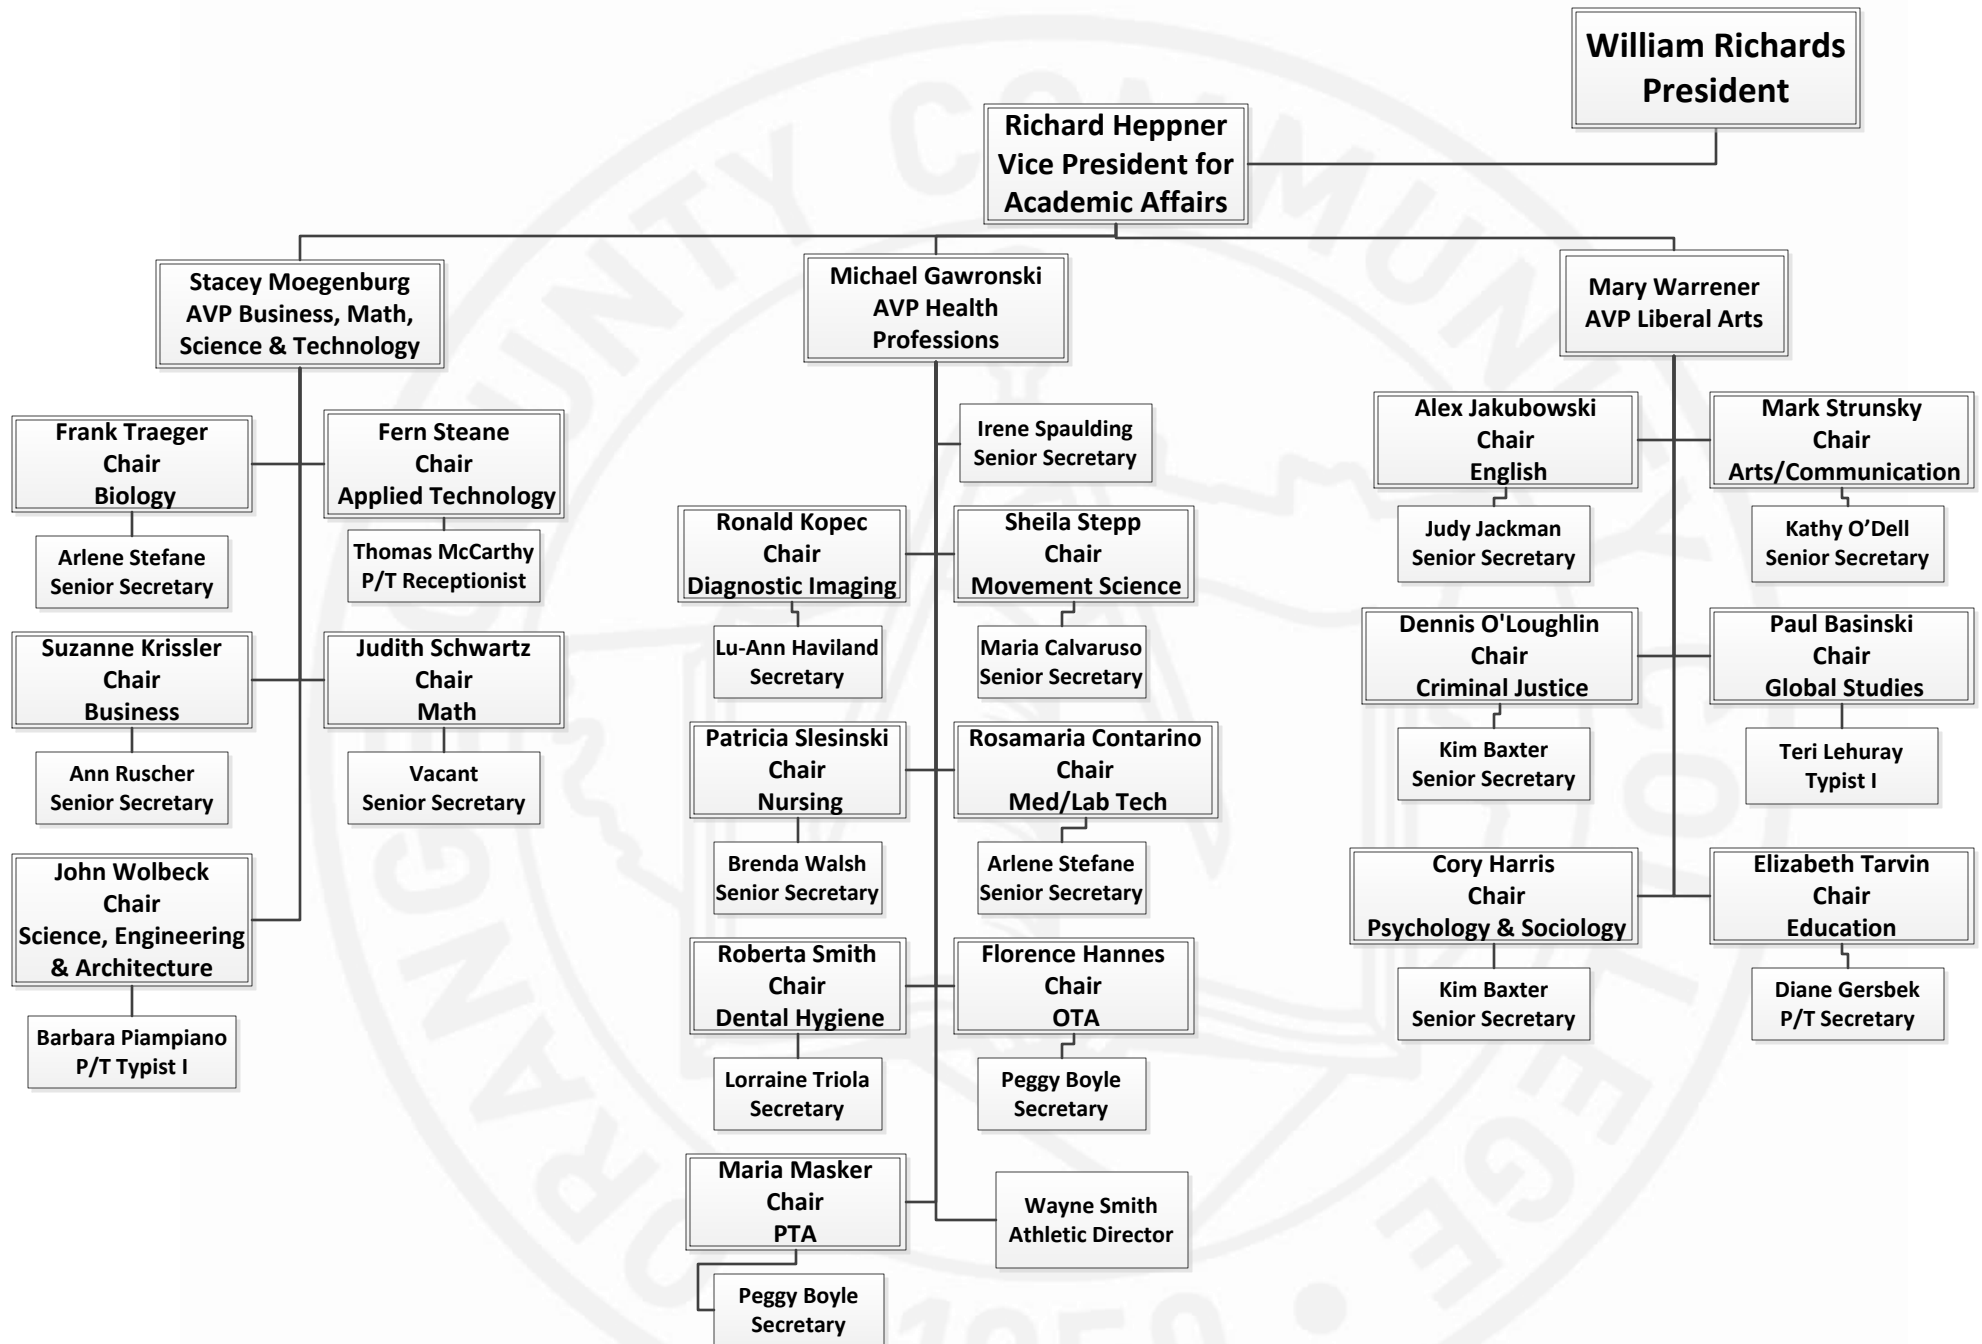 William Richards
President
Richard Heppner
Vice President for
Academic Affairs
Stacey Moegenburg
AVP Business, Math,
Science & Technology
Michael Gawronski
AVP Health
Professions
Mary Warrener
AVP Liberal Arts
Frank Traeger
Chair
Biology
Arlene Stefane
Senior Secretary
Fern Steane
Chair
Applied Technology
Thomas McCarthy
P/T Receptionist
Suzanne Krissler
Chair
Business
Ann Ruscher
Senior Secretary
Judith Schwartz
Chair
Math
Vacant
Senior Secretary
John Wolbeck
Chair
Science, Engineering
& Architecture
Barbara Piampiano
P/T Typist I
Irene Spaulding
Senior Secretary
Ronald Kopec
Chair
Diagnostic Imaging
Lu-Ann Haviland
Secretary
Sheila Stepp
Chair
Movement Science
Maria Calvaruso
Senior Secretary
Patricia Slesinski
Chair
Nursing
Brenda Walsh
Senior Secretary
Rosamaria Contarino
Chair
Med/Lab Tech
Arlene Stefane
Senior Secretary
Roberta Smith
Chair
Dental Hygiene
Lorraine Triola
Secretary
Florence Hannes
Chair
OTA
Peggy Boyle
Secretary
Maria Masker
Chair
PTA
Peggy Boyle
Secretary
Wayne Smith
Athletic Director
Alex Jakubowski
Chair
English
Judy Jackman
Senior Secretary
Mark Strunsky
Chair
Arts/Communication
Kathy O’Dell
Senior Secretary
Dennis O'Loughlin
Chair
Criminal Justice
Kim Baxter
Senior Secretary
Paul Basinski
Chair
Global Studies
Teri Lehuray
Typist I
Cory Harris
Chair
Psychology & Sociology
Kim Baxter
Senior Secretary
Elizabeth Tarvin
Chair
Education
Diane Gersbek
P/T Secretary
ORANGE COUNTY COMMUNITY COLLEGE •
1950